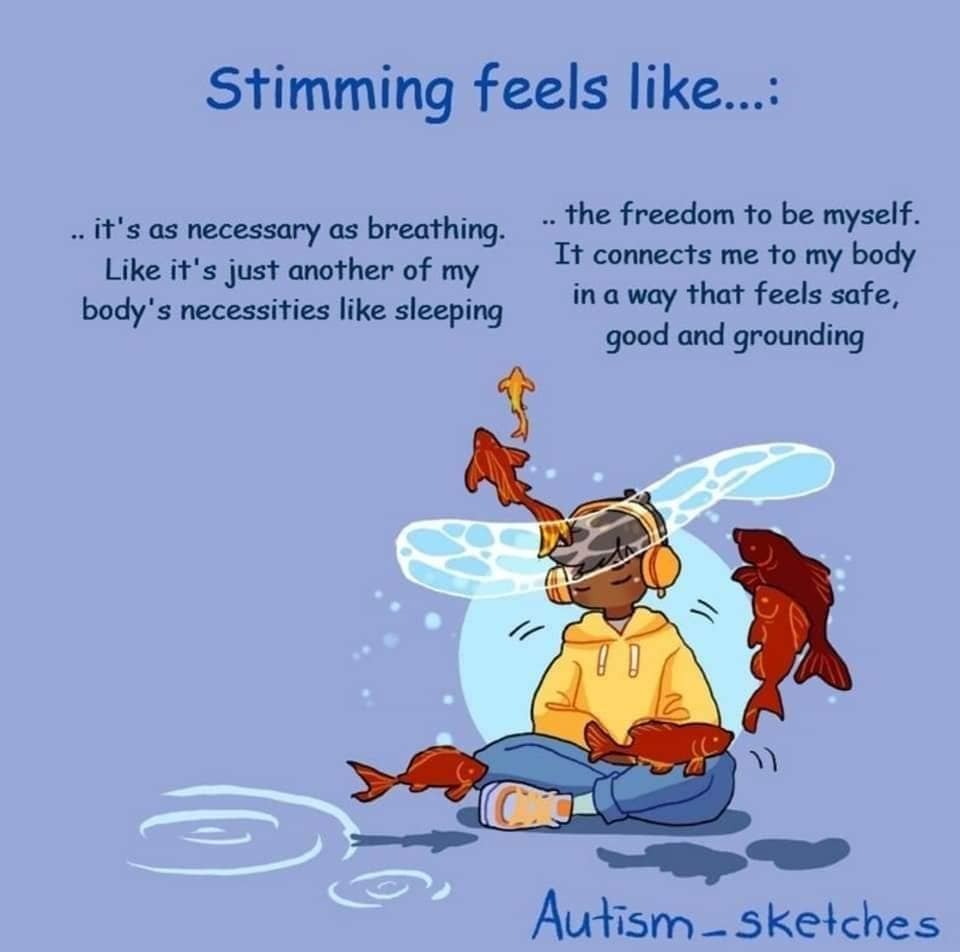 Stimming feels like...:
.. it's as necessary as breathing.
Like it's just another of my
body's necessities like sleeping
.. the freedom to be myself.
It connects me to my body
in a way that feels safe,
good and grounding
Autism_sketches